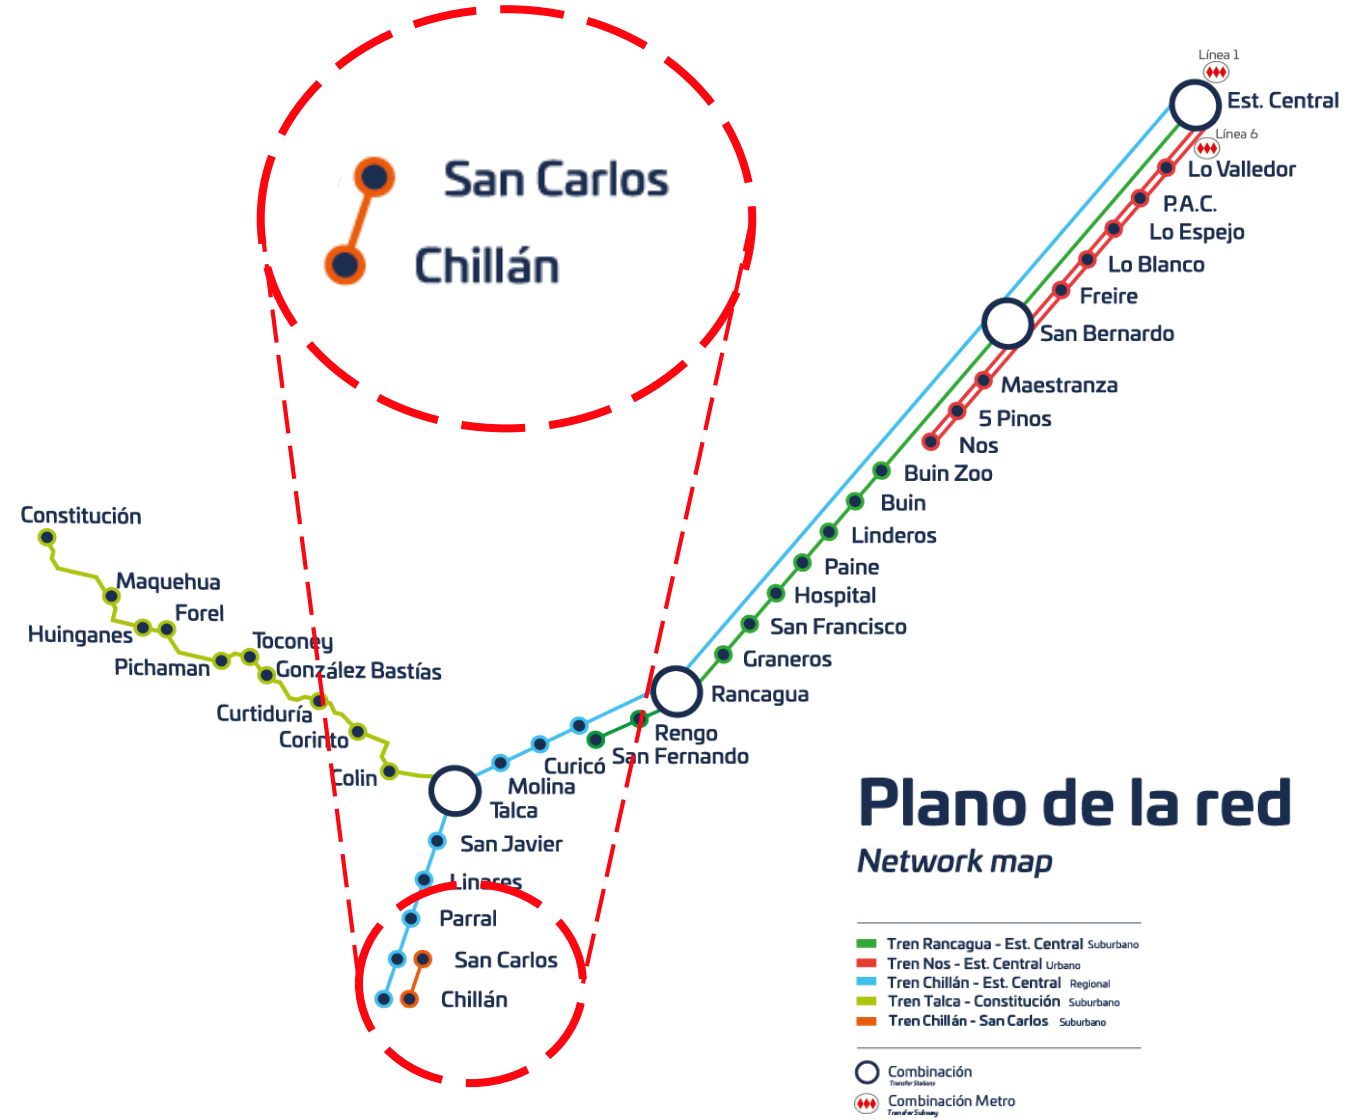 San Carlos
Chillán
Línea 1
Est. Central
Línea 6
Lo Valledor
P.A.C.
Lo Espejo
Lo Blanco
Freire
San Bernardo
Maestranza
5 Pinos
Nos
Buin Zoo
Buin
Linderos
Paine
Hospital
San Francisco
Graneros
Rancagua
Rengo
San Fernando
Curicó
Molina
Talca
Constitución
Maquehua
Forel
Huinganes
Toconey
Pichaman
González Bastías
Curtiduría
Corinto
Colin
San Javier
Linares
Parral
San Carlos
Chillán
Plano de la red
Network map
Tren Rancagua - Est. Central Suburbano
Tren Nos - Est. Central Urbano
Tren Chillán - Est. Central Regional
Tren Talca - Constitución Suburbano
Tren Chillán - San Carlos Suburbano
Combinación
Transfer Stations
Combinación Metro
Transfer Subway